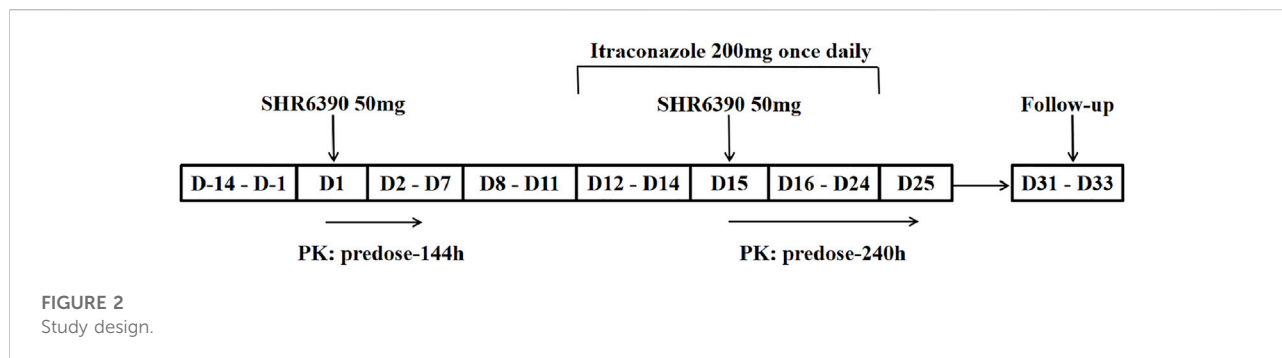 Itraconazole 200mg once daily
SHR6390 50mg
SHR6390 50mg
Follow-up
D-14 - D-1
D1
D2 - D7
D8 - D11
D12 - D14
D15
D16 - D24
D25
D31 - D33
PK: predose-144h
PK: predose-240h
FIGURE 2
Study design.